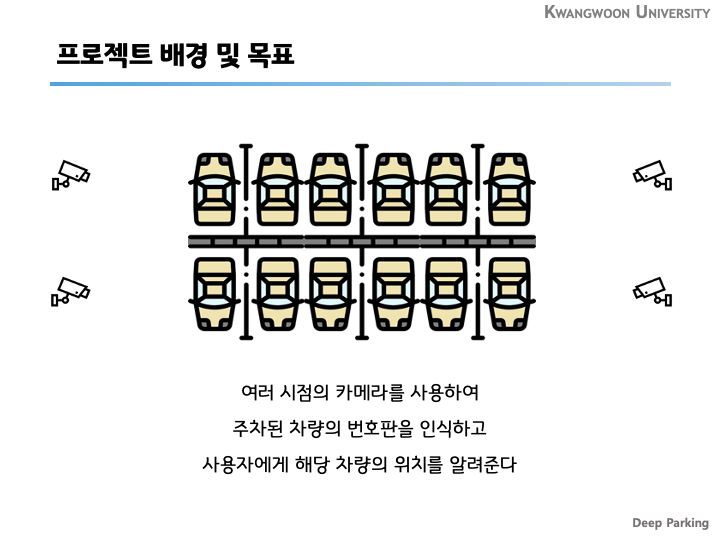 KWANGWOON UNIVERSITY
프로젝트 배경 및 목표
여러 시점의 카메라를 사용하여
주차된 차량의 번호판을 인식하고
사용자에게 해당 차량의 위치를 알려준다
Deep Parking